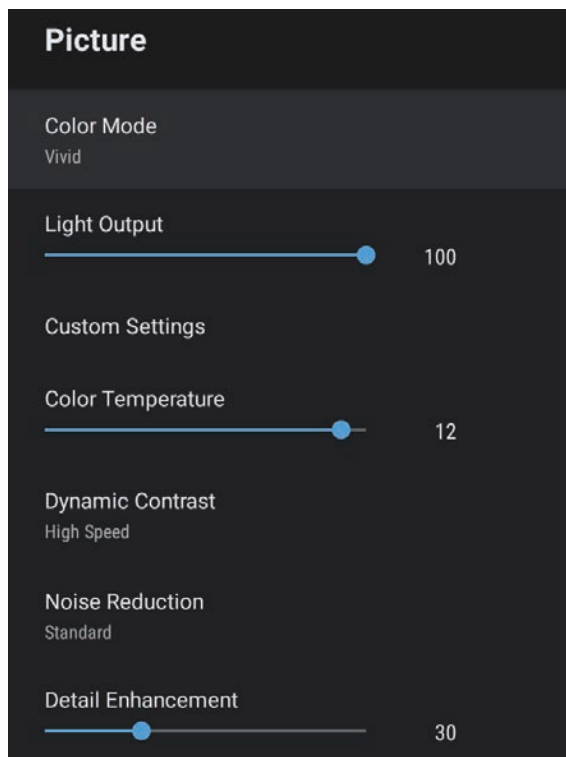 Picture
Color Mode
Vivid
Light Output
100
Custom Settings
Color Temperature
12
Dynamic Contrast
High Speed
Noise Reduction
Standard
Detail Enhancement
30